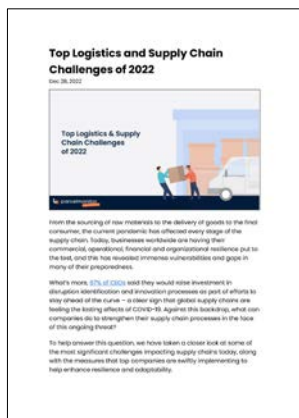 Top Logistics and Supply Chain
Challenges of 2022
Dec 28, 2022
Top Logistics & Supply
Chain Challenges
of 2022
parcelmonitor
From the sourcing of raw materials to the delivery of goods to the final
consumer, the current pandemic has affected every stage of the
supply chain. Today, businesses worldwide are having their
commercial, operational, financial and organizational resilience put to
the test, and this has revealed immense vulnerabilities and gaps in
many of their preparedness.
What's more, 67% of CEOs said they would raise investment in
disruption identification and innovation processes as part of efforts to
stay ahead of the curve – a clear sign that global supply chains are
feeling the lasting effects of COVID-19. Against this backdrop, what can
companies do to strengthen their supply chain processes in the face
of this ongoing threat?
To help answer this question, we have taken a closer look at some of
the most significant challenges impacting supply chains today, along
with the measures that top companies are swiftly implementing to
help enhance resilience and adaptability.